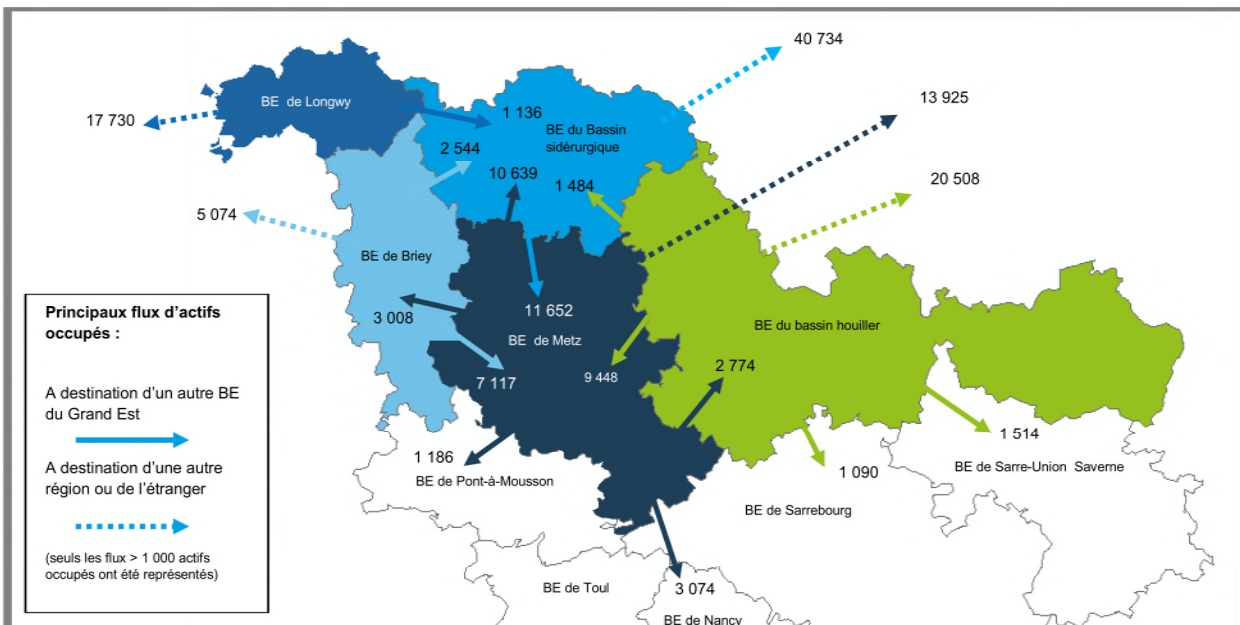 40 734
13 925
17 730
BE de Longwy
1 136
BE du Bassin
sidérurgique
2 544
10 639
1 484
20 508
5 074
BE de Briey
11 652
BE de Metz
3 008
7 117
9 448
BE du bassin houiller
2 774
1 514
1 090
BE de Sarre-Union Saverne
1 186
BE de Pont-à-Mousson
BE de Sarrebourg
BE de Toul
3 074
BE de Nancy
Principaux flux d'actifs
occupés :
A destination d'un autre BE
du Grand Est
A destination d'une autre
région ou de l'étranger
(seuls les flux > 1 000 actifs
occupés ont été représentés)